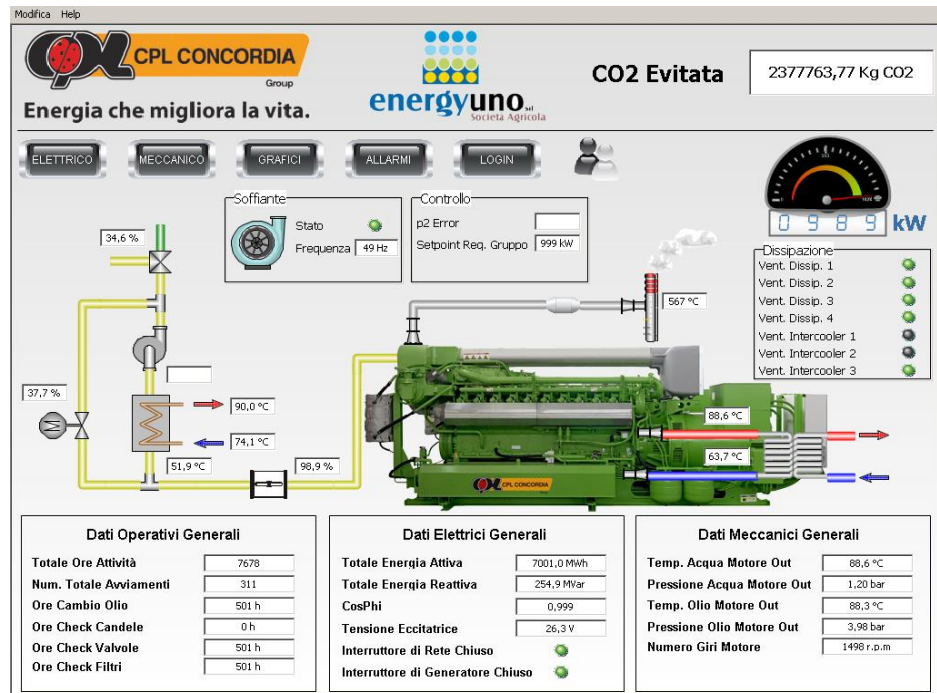 Modifica Help
CPL CONCORDIA
Group
Energia che migliora la vita.
energyuno srl
Società Agricola
CO2 Evitata
2377763,77 Kg CO2
ELETTRICO
MECCANICO
GRAFICI
ALLARMI
LOGIN
Soffiante
Stato
Frequenza 49 Hz
Controllo
p2 Error
Setpoint Req. Gruppo 999 kW
0989 kW
Dissipazione
Vent. Dissip. 1
Vent. Dissip. 2
Vent. Dissip. 3
Vent. Dissip. 4
Vent. Intercooler 1
Vent. Intercooler 2
Vent. Intercooler 3
34,6 %
567 °C
37,7 %
M
90,0 °C
74,1 °C
51,9 °C
98,9 %
88,6 °C
63,7 °C
CPL CONCORDIA
Dati Operativi Generali
Totale Ore Attività 7678
Num. Totale Avviamenti 311
Ore Cambio Olio 501 h
Ore Check Candele 0 h
Ore Check Valvole 501 h
Ore Check Filtri 501 h
Dati Elettrici Generali
Totale Energia Attiva 7001,0 MWh
Totale Energia Reattiva 254,9 MVar
CosPhi 0,999
Tensione Eccitatrice 26,3 V
Interruttore di Rete Chiuso
Interruttore di Generatore Chiuso
Dati Meccanici Generali
Temp. Acqua Motore Out 88,6 °C
Pressione Acqua Motore Out 1,20 bar
Temp. Olio Motore Out 88,3 °C
Pressione Olio Motore Out 3,98 bar
Numero Giri Motore 1498 r.p.m